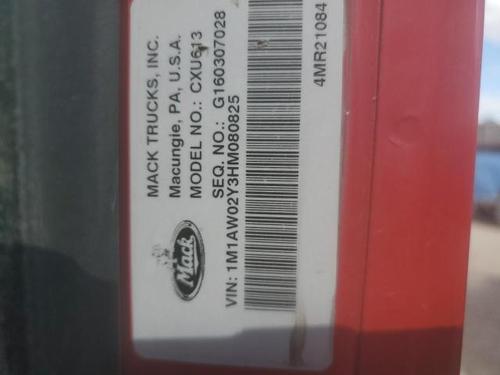 MACK TRUCKS, INC.
Macungie, PA, U.S.A.
MODEL NO.: CXU613
SEQ. NO.: G160307028
Mack
VIN: 1M1AW02Y3HM080825
4MR21084